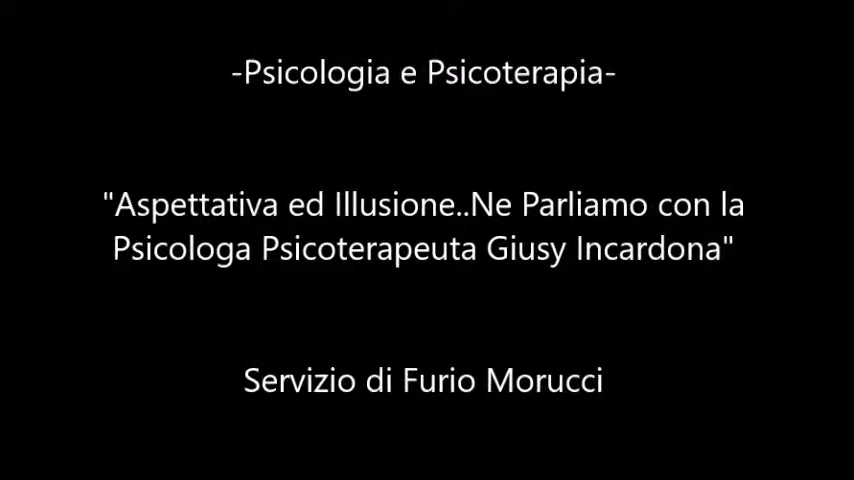 -Psicologia e Psicoterapia-
"Aspettativa ed Illusione..Ne Parliamo con la
Psicologa Psicoterapeuta Giusy Incardona"
Servizio di Furio Morucci